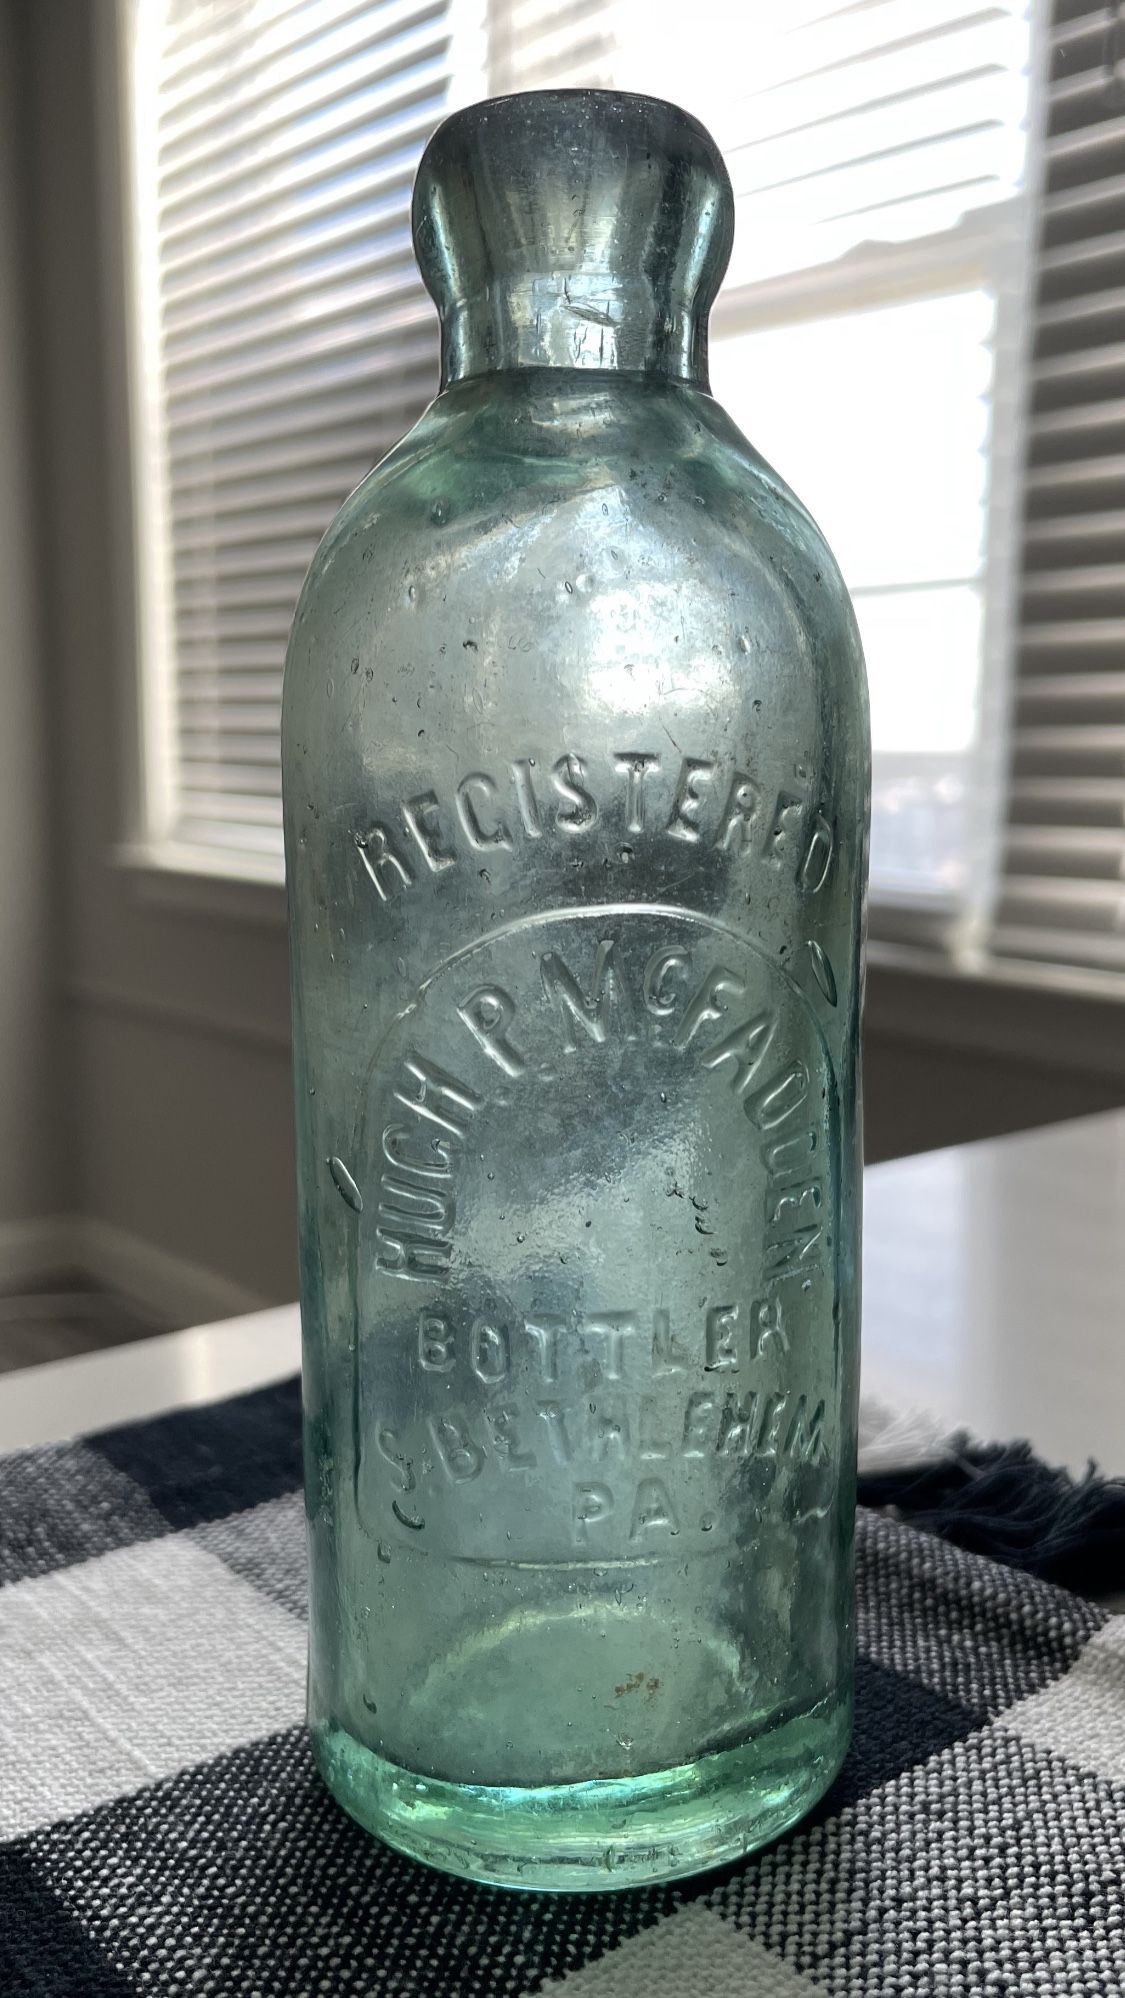 REGISTERED
HUGH P. McFADDEN
BOTTLER
S. BETHLEHEM
PA.